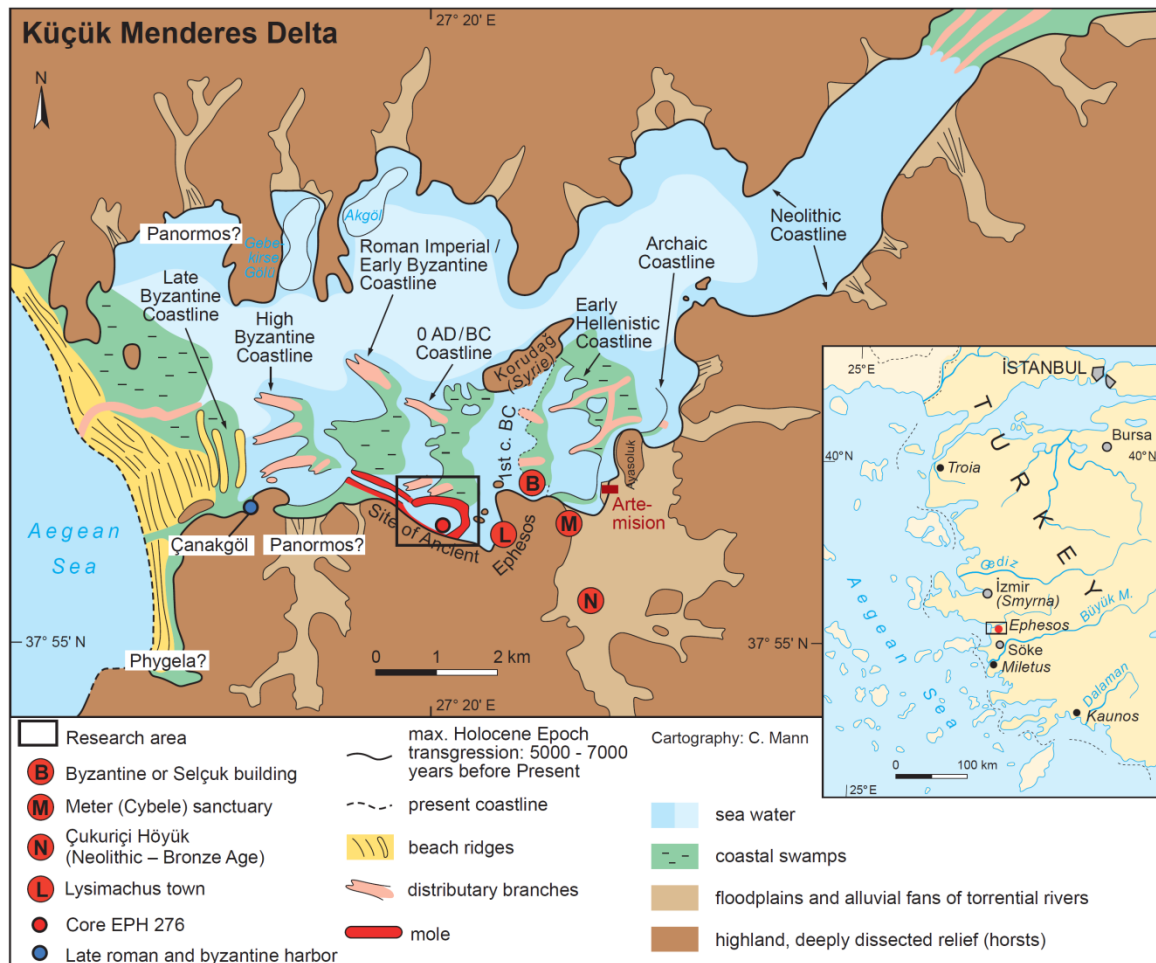 Küçük Menderes Delta
27° 20' E
N
Panormos?
Gebe-
kirse
Gölü
Akgöl
Roman Imperial /
Early Byzantine
Coastline
Late
Byzantine
Coastline
High
Byzantine
Coastline
0 AD/BC
Coastline
Korudağ
(Syrie)
Early
Hellenistic
Coastline
Archaic
Coastline
Neolithic
Coastline
1st c. BC
Ayasoluk
B
Arte-
mision
M
L
N
Site of Ancient
Ephesos
Çanakgöl
Panormos?
Aegean
Sea
37° 55' N
37° 55' N
Phygela?
0 1 2 km
27° 20' E
25°E
İSTANBUL
TURKEY
Bursa
40°N
40°N
Troia
Gediz
İzmir
(Smyrna)
Büyük M.
Ephesos
Söke
Miletus
Dalaman
Kaunos
Aegean
Sea
0 100 km
25°E
Research area
B Byzantine or Selçuk building
M Meter (Cybele) sanctuary
N Çukuriçi Höyük
(Neolithic – Bronze Age)
L Lysimachus town
Core EPH 276
Late roman and byzantine harbor
max. Holocene Epoch
transgression: 5000 - 7000
years before Present
present coastline
beach ridges
distributary branches
mole
Cartography: C. Mann
sea water
coastal swamps
floodplains and alluvial fans of torrential rivers
highland, deeply dissected relief (horsts)